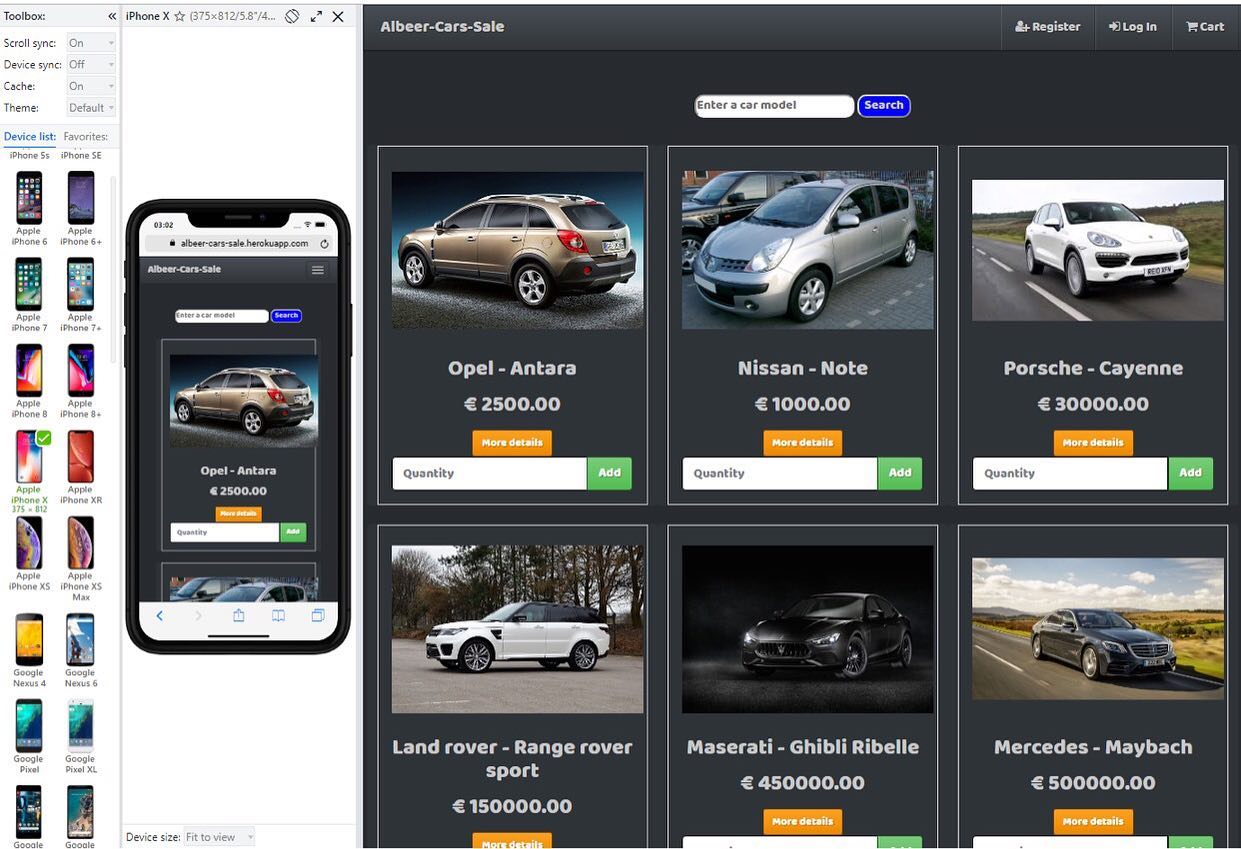 Toolbox:
«
Scroll sync:
On
Device sync:
Off
Cache:
On
Theme:
Default
Device list:
Favorites:
iPhone 5s
iPhone SE
Apple
iPhone 6
Apple
iPhone 6+
Apple
iPhone 7
Apple
iPhone 7+
Apple
iPhone 8
Apple
iPhone 8+
Apple
iPhone X
375 × 812
Apple
iPhone XR
Apple
iPhone XS
Apple
iPhone XS
Max
Google
Nexus 4
Google
Nexus 6
Google
Pixel
Google
Pixel XL
Google
Google
iPhone X ☆ (375×812/5.8"/4...
03:02
albeer-cars-sale.herokuapp.com
Albeer-Cars-Sale
Enter a car model
Search
Opel - Antara
€ 2500.00
More details
Quantity
Add
Device size:
Fit to view
Albeer-Cars-Sale
Register
Log In
Cart
Enter a car model
Search
Opel - Antara
€ 2500.00
More details
Quantity
Add
Nissan - Note
€ 1000.00
More details
Quantity
Add
RE10 XFN
Porsche - Cayenne
€ 30000.00
More details
Quantity
Add
Land rover - Range rover
sport
€ 150000.00
More details
Maserati - Ghibli Ribelle
€ 450000.00
More details
Mercedes - Maybach
€ 500000.00
More details